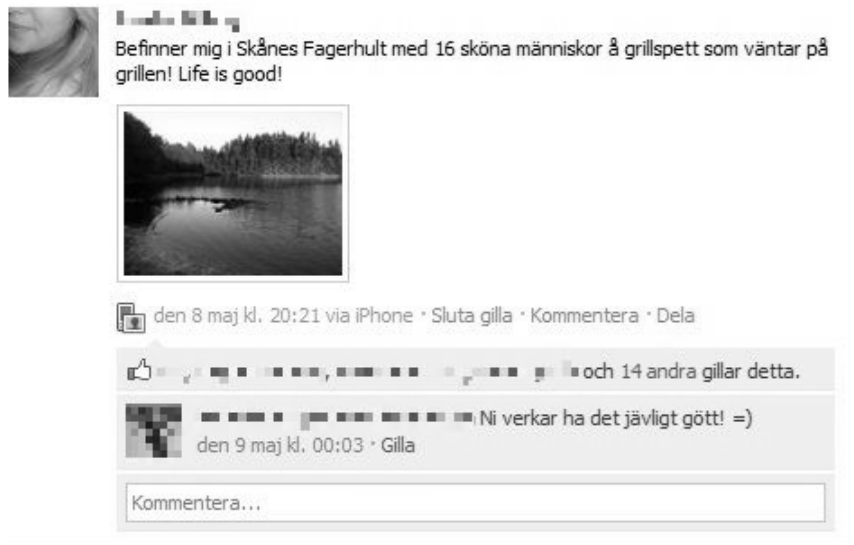 Befinner mig i Skånes Fagerhult med 16 sköna människor å grillspett som väntar på
grillen! Life is good!
den 8 maj kl. 20:21 via iPhone · Sluta gilla · Kommentera · Dela
och 14 andra gillar detta.
Ni verkar ha det jävligt gött! =)
den 9 maj kl. 00:03 · Gilla
Kommentera...